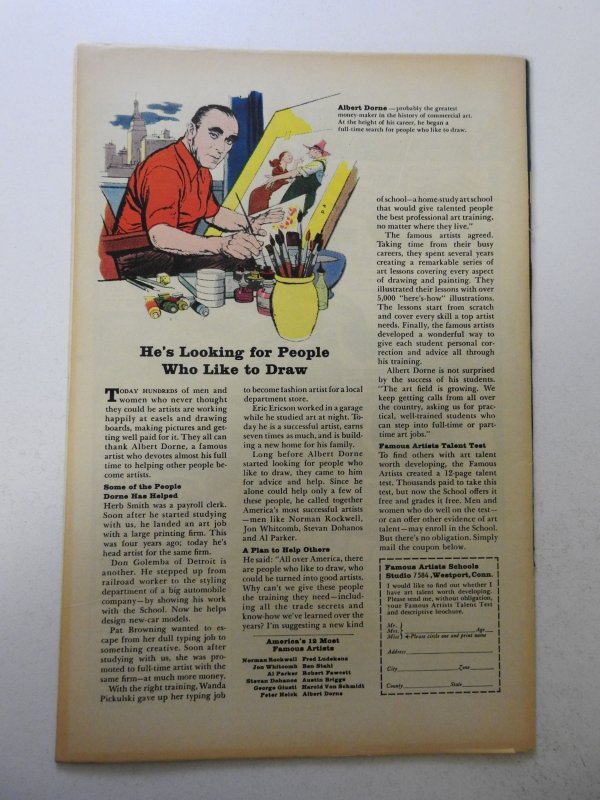 Albert Dorne—probably the greatest
money-maker in the history of commercial art.
At the height of his career, he began a
full-time search for people who like to draw.
He's Looking for People
Who Like to Draw
TODAY HUNDREDS of men and
women who never thought
they could be artists are working
happily at easels and drawing
boards, making pictures and get-
ting well paid for it. They all can
thank Albert Dorne, a famous
artist who devotes almost his full
time to helping other people be-
come artists.
Some of the People
Dorne Has Helped
Herb Smith was a payroll clerk.
Soon after he started studying
with us, he landed an art job
with a large printing firm. This
was four years ago; today he's
head artist for the same firm.
Don Golemba of Detroit is
another. He stepped up from
railroad worker to the styling
department of a big automobile
company—by showing his work
with the School. Now he helps
design new-car models.
Pat Browning wanted to es-
cape from her dull typing job to
something creative. Soon after
studying with us, she was pro-
moted to full-time artist with the
same firm—at much more money.
With the right training, Wanda
Pickulski gave up her typing job
to become fashion artist for a local
department store.
Eric Ericson worked in a garage
while he studied art at night. To-
day he is a successful artist, earns
seven times as much, and is build-
ing a new home for his family.
Long before Albert Dorne
started looking for people who
like to draw, they came to him
for advice and help. Since he
alone could help only a few of
these people, he called together
America's most successful artists
—men like Norman Rockwell,
Jon Whitcomb, Stevan Dohanos
and Al Parker.
A Plan to Help Others
He said: "All over America, there
are people who like to draw, who
could be turned into good artists.
Why can't we give these people
the training they need—includ-
ing all the trade secrets and
know-how we've learned over the
years? I'm suggesting a new kind
America's 12 Most
Famous Artists
Norman Rockwell Fred Ludekens
Jon Whitcomb Ben Stahl
Al Parker Robert Fawcett
Stevan Dohanos Austin Briggs
George Giusti Harold Von Schmidt
Peter Helck Albert Dorne
of school—a home-study art school
that would give talented people
the best professional art training,
no matter where they live."
The famous artists agreed.
Taking time from their busy
careers, they spent several years
creating a remarkable series of
art lessons covering every aspect
of drawing and painting. They
illustrated their lessons with over
5,000 "here's-how" illustrations.
The lessons start from scratch
and cover every skill a top artist
needs. Finally, the famous artists
developed a wonderful way to
give each student personal cor-
rection and advice all through
his training.
Albert Dorne is not surprised
by the success of his students.
"The art field is growing. We
keep getting calls from all over
the country, asking us for prac-
tical, well-trained students who
can step into full-time or part-
time art jobs."
Famous Artists Talent Test
To find others with art talent
worth developing, the Famous
Artists created a 12-page talent
test. Thousands paid to take this
test, but now the School offers it
free and grades it free. Men and
women who do well on the test—
or can offer other evidence of art
talent—may enroll in the School.
But there's no obligation. Simply
mail the coupon below.
Famous Artists Schools
Studio 7584, Westport, Conn.
I would like to find out whether I
have art talent worth developing.
Please send me, without obligation,
your Famous Artists Talent Test
and descriptive brochure.
Mr.
Mrs. Age
Miss Please circle one and print name
Address
City Zone
County State